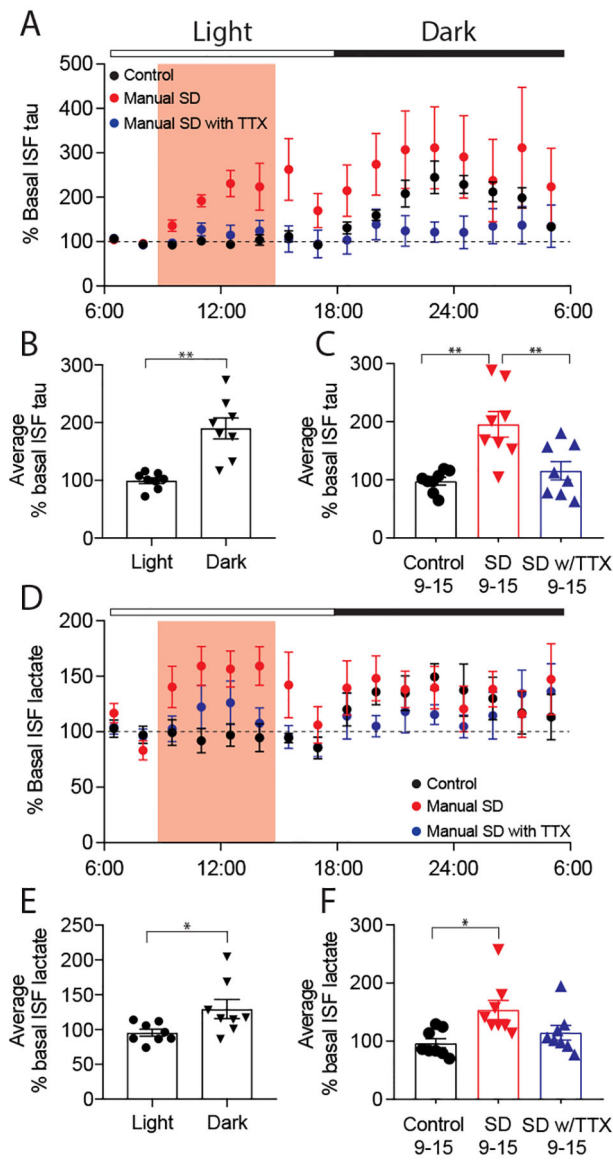 A
Light Dark
% Basal ISF tau
500
400
300
200
100
0
Control
Manual SD
Manual SD with TTX
6:00 12:00 18:00 24:00 6:00
B
Average
% basal ISF tau
300
200
100
0
**
Light Dark
C
Average
% basal ISF tau
300
200
100
0
** **
Control SD SD w/TTX
9-15 9-15 9-15
D
% Basal ISF lactate
200
150
100
50
0
Control
Manual SD
Manual SD with TTX
6:00 12:00 18:00 24:00 6:00
E
Average
% basal ISF lactate
250
200
150
100
50
0
*
Light Dark
F
Average
% basal ISF lactate
300
200
100
0
*
Control SD SD w/TTX
9-15 9-15 9-15